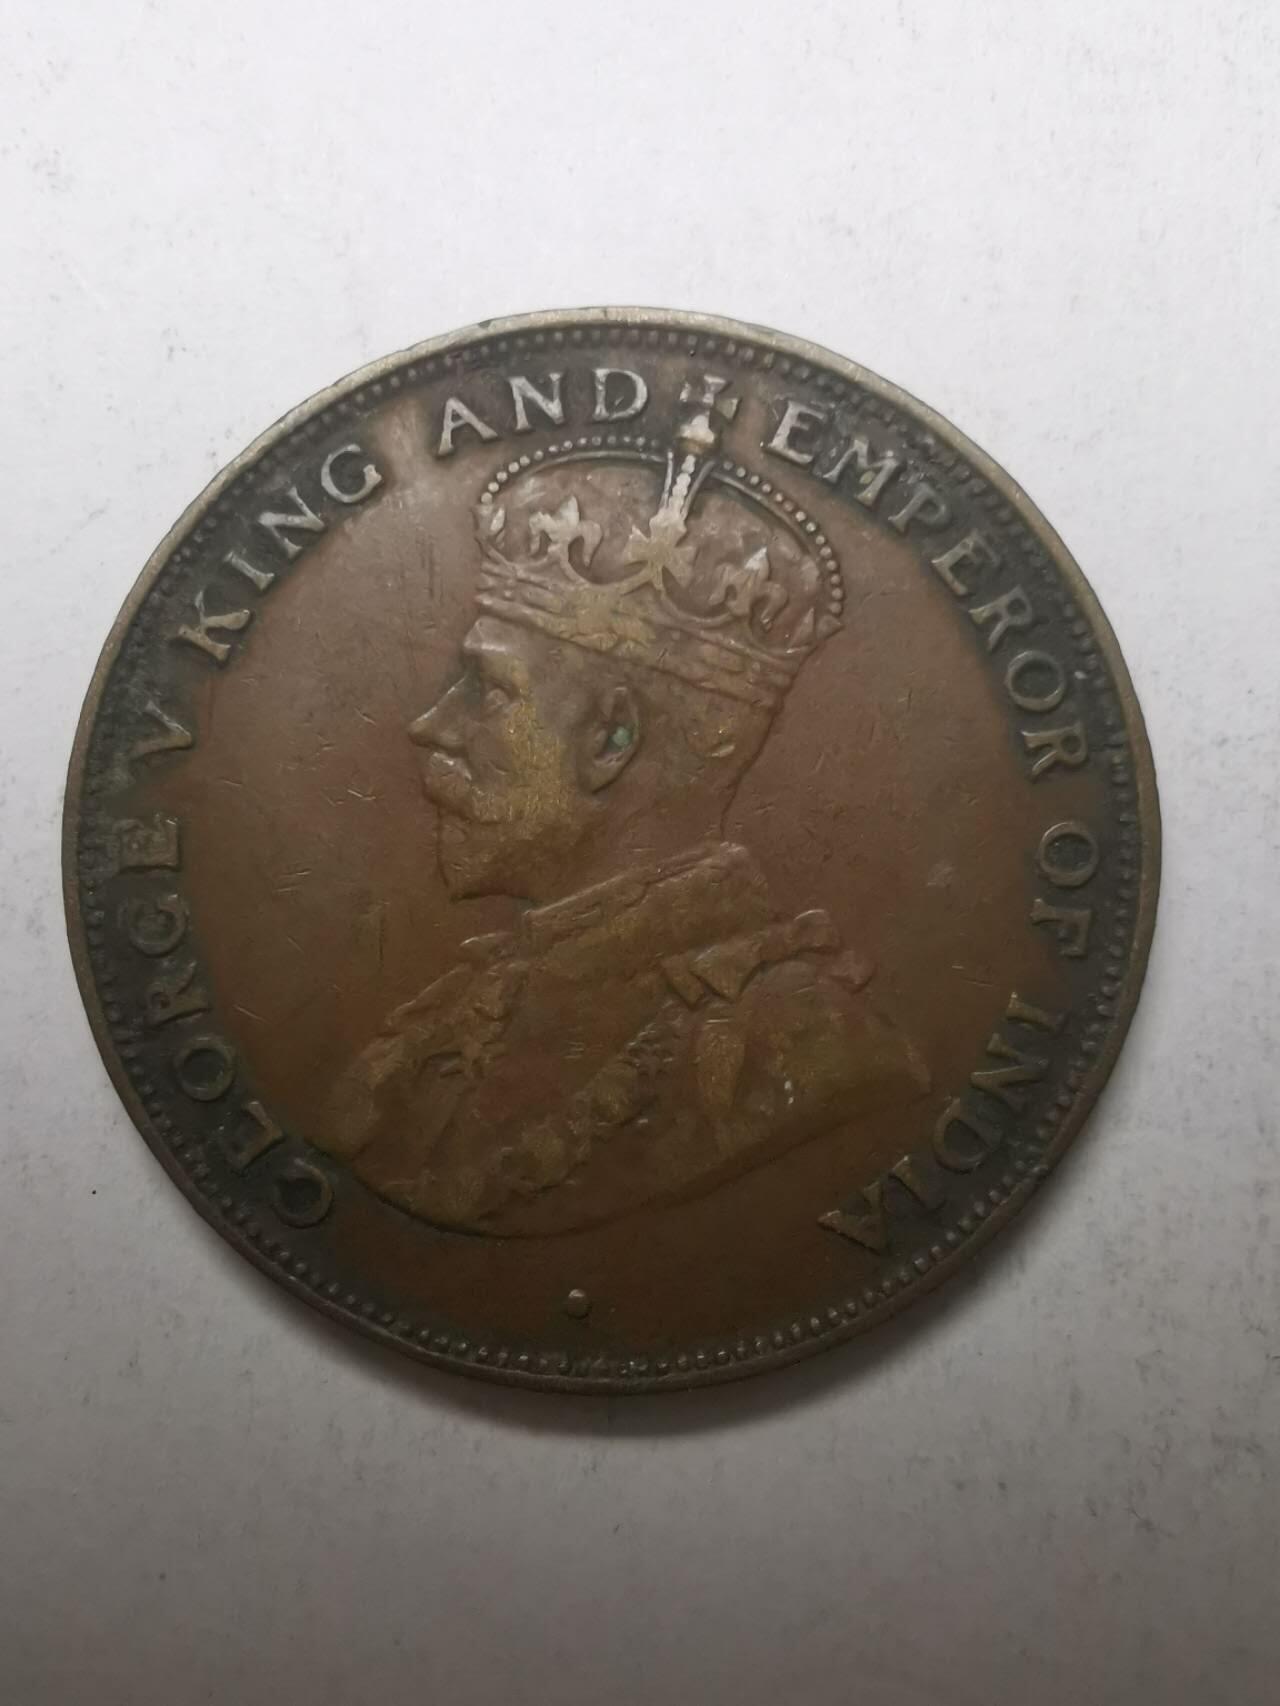 GEORGE V KING AND EMPEROR OF INDIA